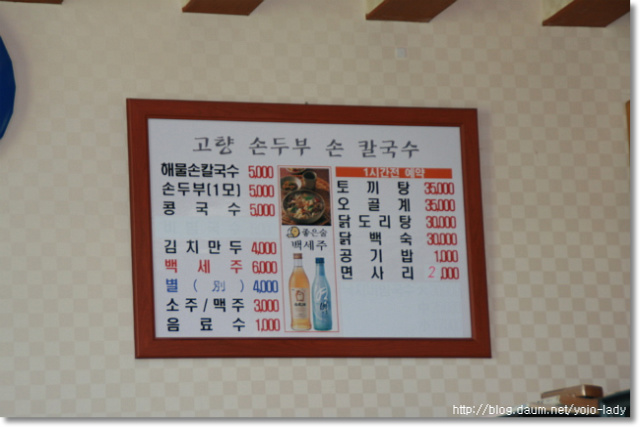 고향 손두부 손 칼국수
해물손칼국수 5,000
손두부(1모) 5,000
콩국수 5,000
김치만두 4,000
백세주 6,000
별(別) 4,000
소주/맥주 3,000
음료수 1,000
좋은술
백세주
1시간전 예약
토끼탕 35,000
오골계 35,000
닭도리탕 30,000
닭백숙 30,000
공기밥 1,000
면사리 2,000
http://blog.daum.net/yojo-lady